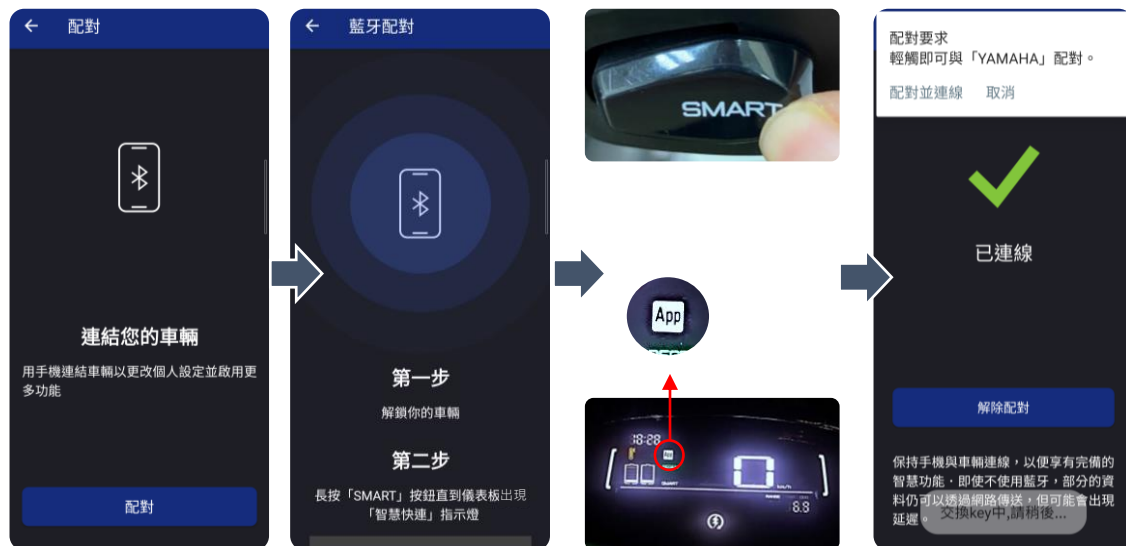 配對
連結您的車輛
用手機連結車輛以更改個人設定並啟用更
多功能
配對
藍牙配對
第一步
解鎖你的車輛
第二步
長按「SMART」按鈕直到儀表板出現
「智慧快連」指示燈
SMART
App
18:28
App
SMART
0
km/h
8.8
配對要求
輕觸即可與「YAMAHA」配對。
配對並連線 取消
已連線
解除配對
保持手機與車輛連線，以便享有完備的
智慧功能．即使不使用藍牙，部分的資
料仍可以透過網路傳送，但可能會出現
延遲。
交換key中,請稍後...